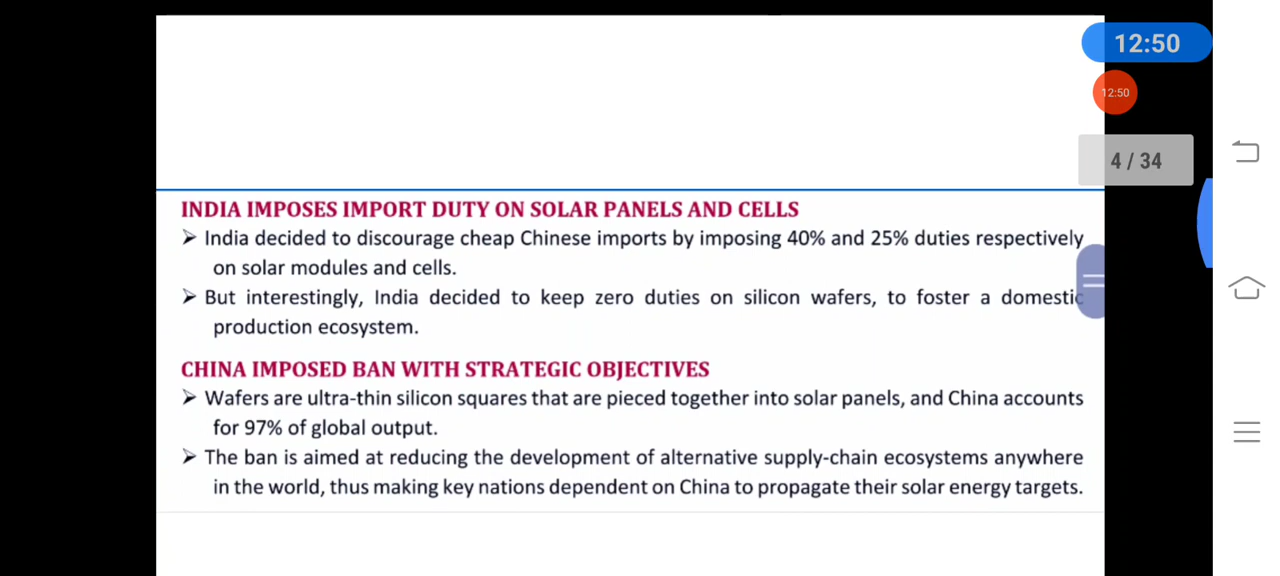 12:50
12:50
4 / 34
INDIA IMPOSES IMPORT DUTY ON SOLAR PANELS AND CELLS
➢ India decided to discourage cheap Chinese imports by imposing 40% and 25% duties respectively
on solar modules and cells.
➢ But interestingly, India decided to keep zero duties on silicon wafers, to foster a domestic
production ecosystem.
CHINA IMPOSED BAN WITH STRATEGIC OBJECTIVES
➢ Wafers are ultra-thin silicon squares that are pieced together into solar panels, and China accounts
for 97% of global output.
➢ The ban is aimed at reducing the development of alternative supply-chain ecosystems anywhere
in the world, thus making key nations dependent on China to propagate their solar energy targets.